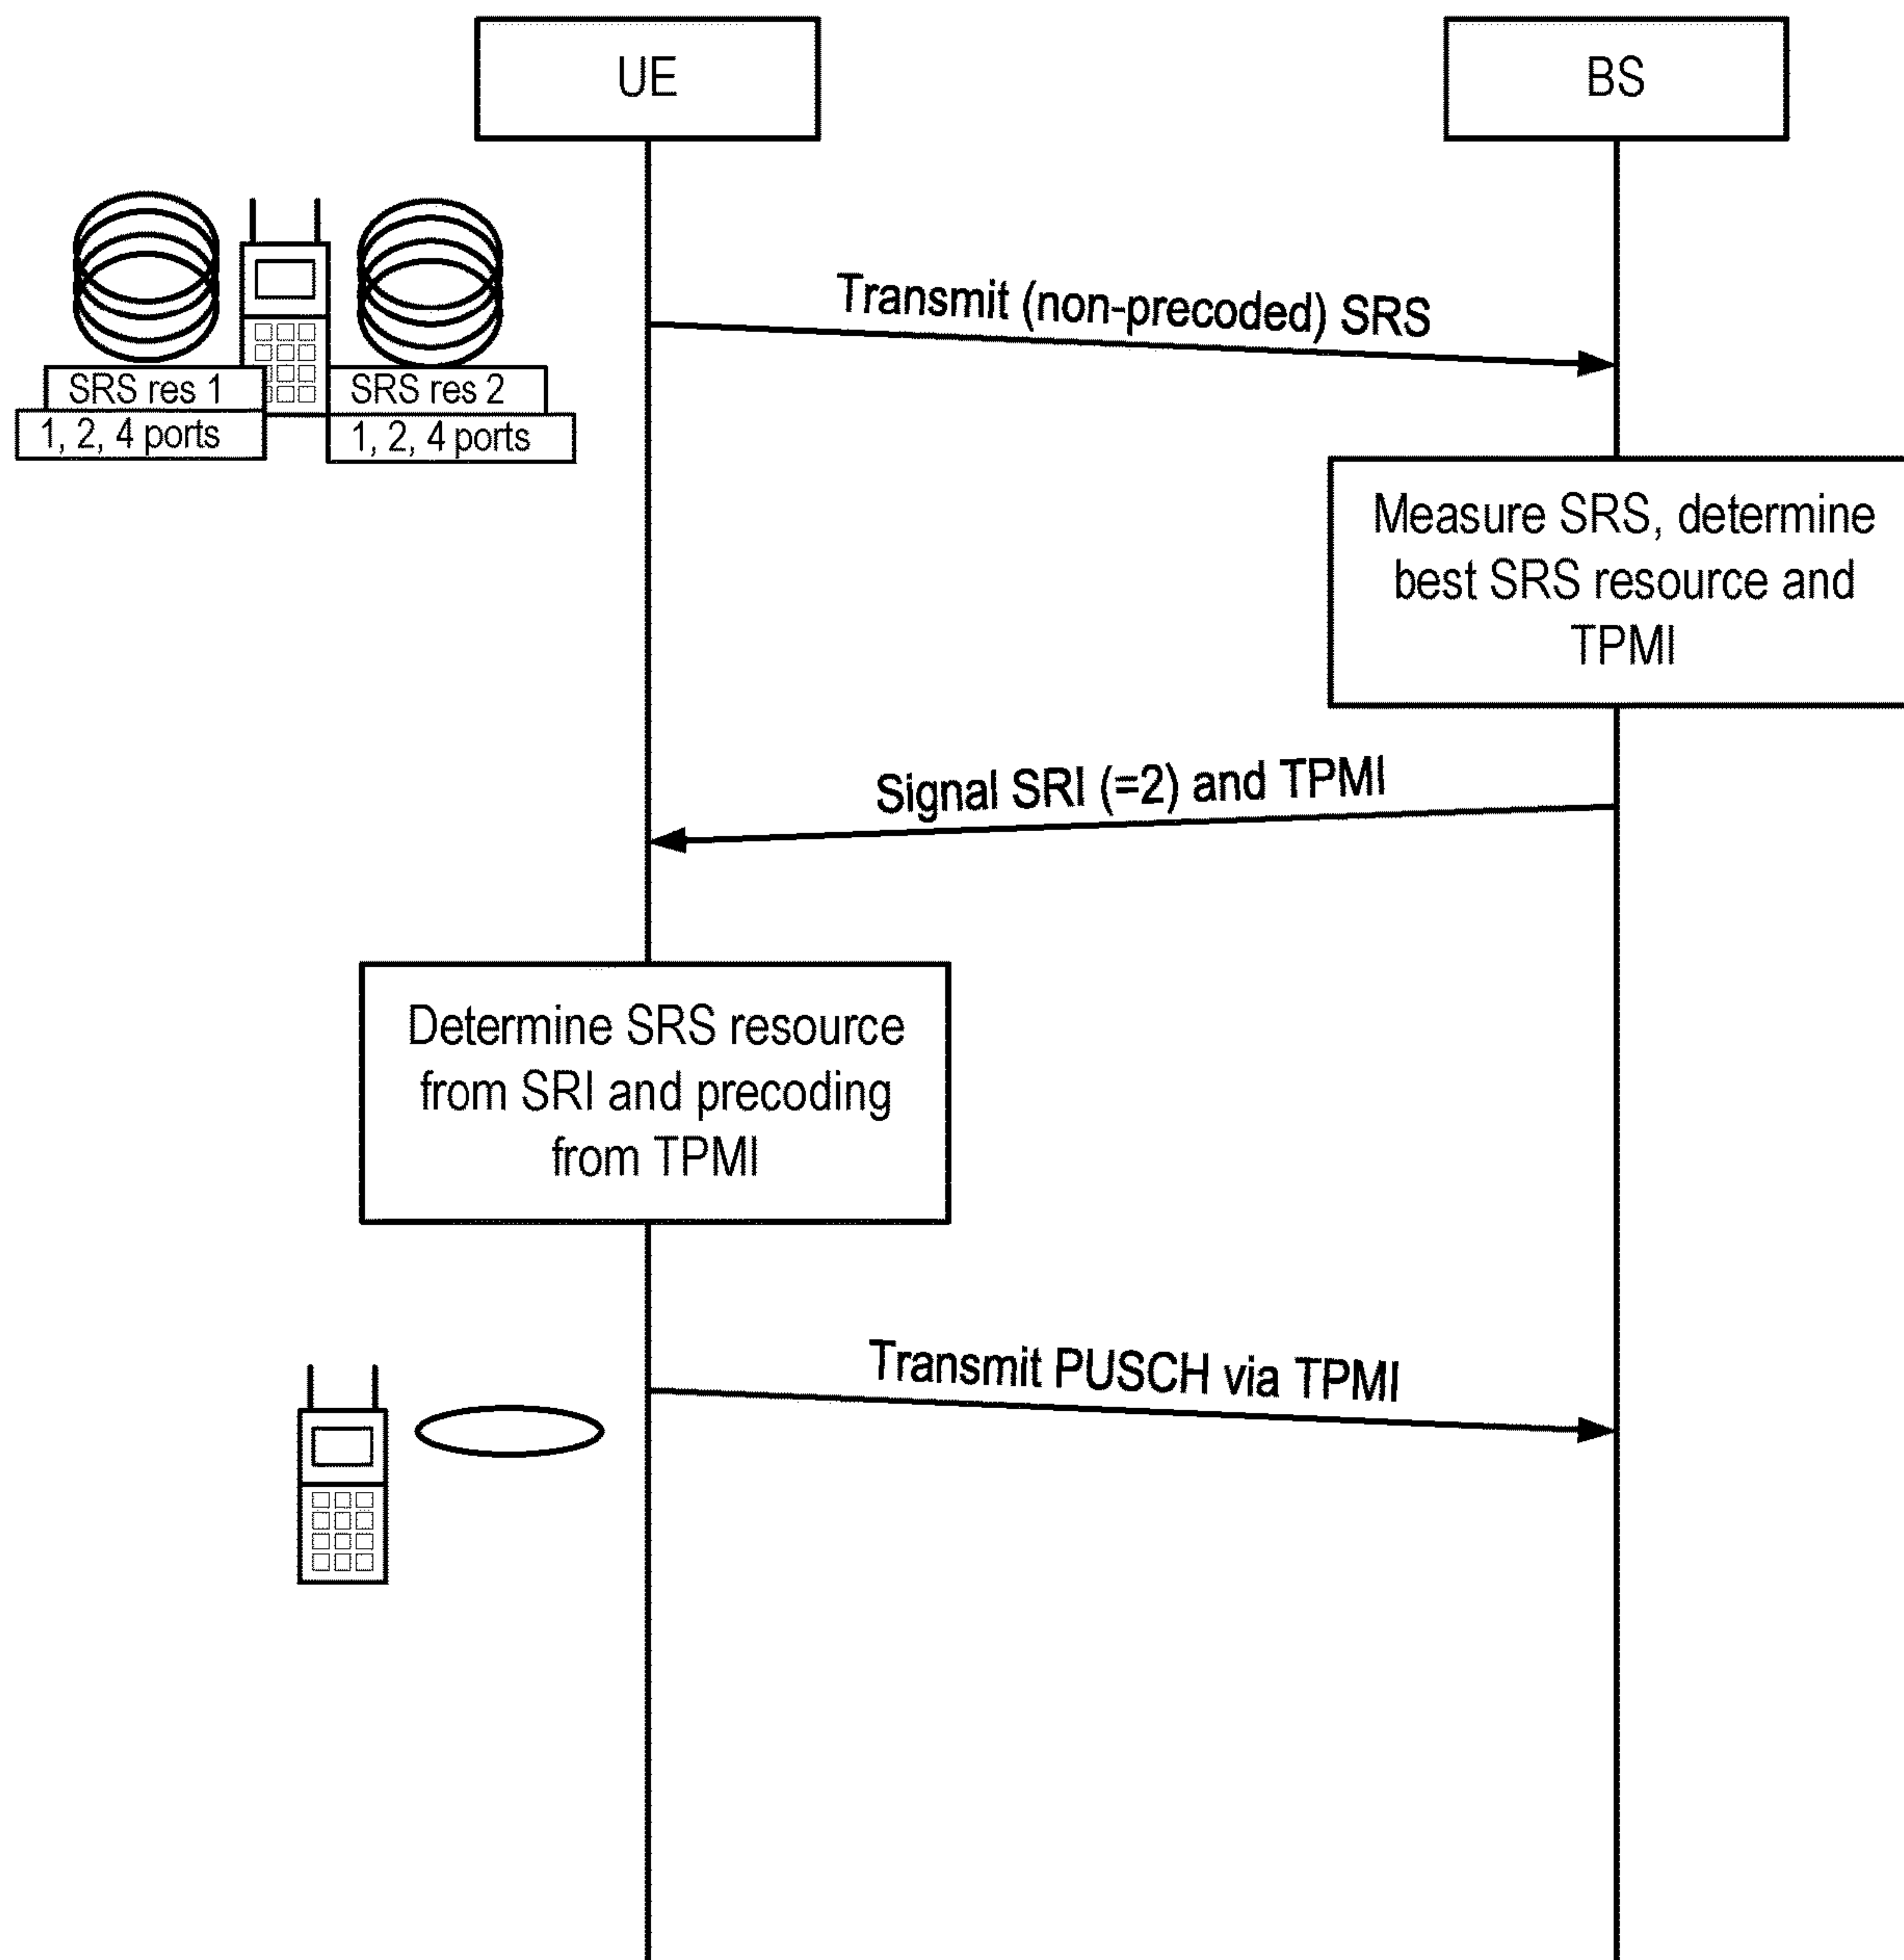 UE
BS
Transmit (non-precoded) SRS
SRS res 1
SRS res 2
1, 2, 4 ports
1, 2, 4 ports
Measure SRS, determine
best SRS resource and
TPMI
Signal SRI (=2) and TPMI
Determine SRS resource
from SRI and precoding
from TPMI
Transmit PUSCH via TPMI